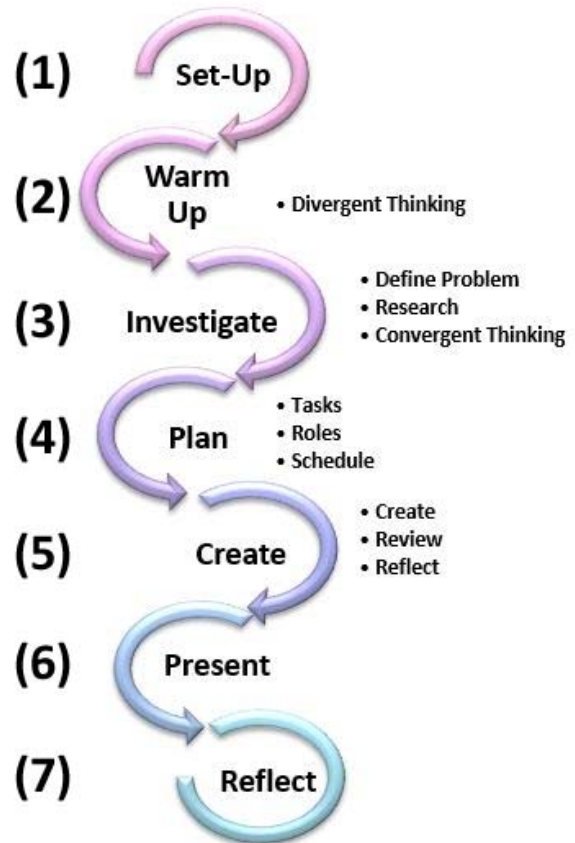 (1)
Set-Up
(2)
Warm
Up
• Divergent Thinking
(3)
Investigate
• Define Problem
• Research
• Convergent Thinking
(4)
Plan
• Tasks
• Roles
• Schedule
(5)
Create
• Create
• Review
• Reflect
(6)
Present
(7)
Reflect